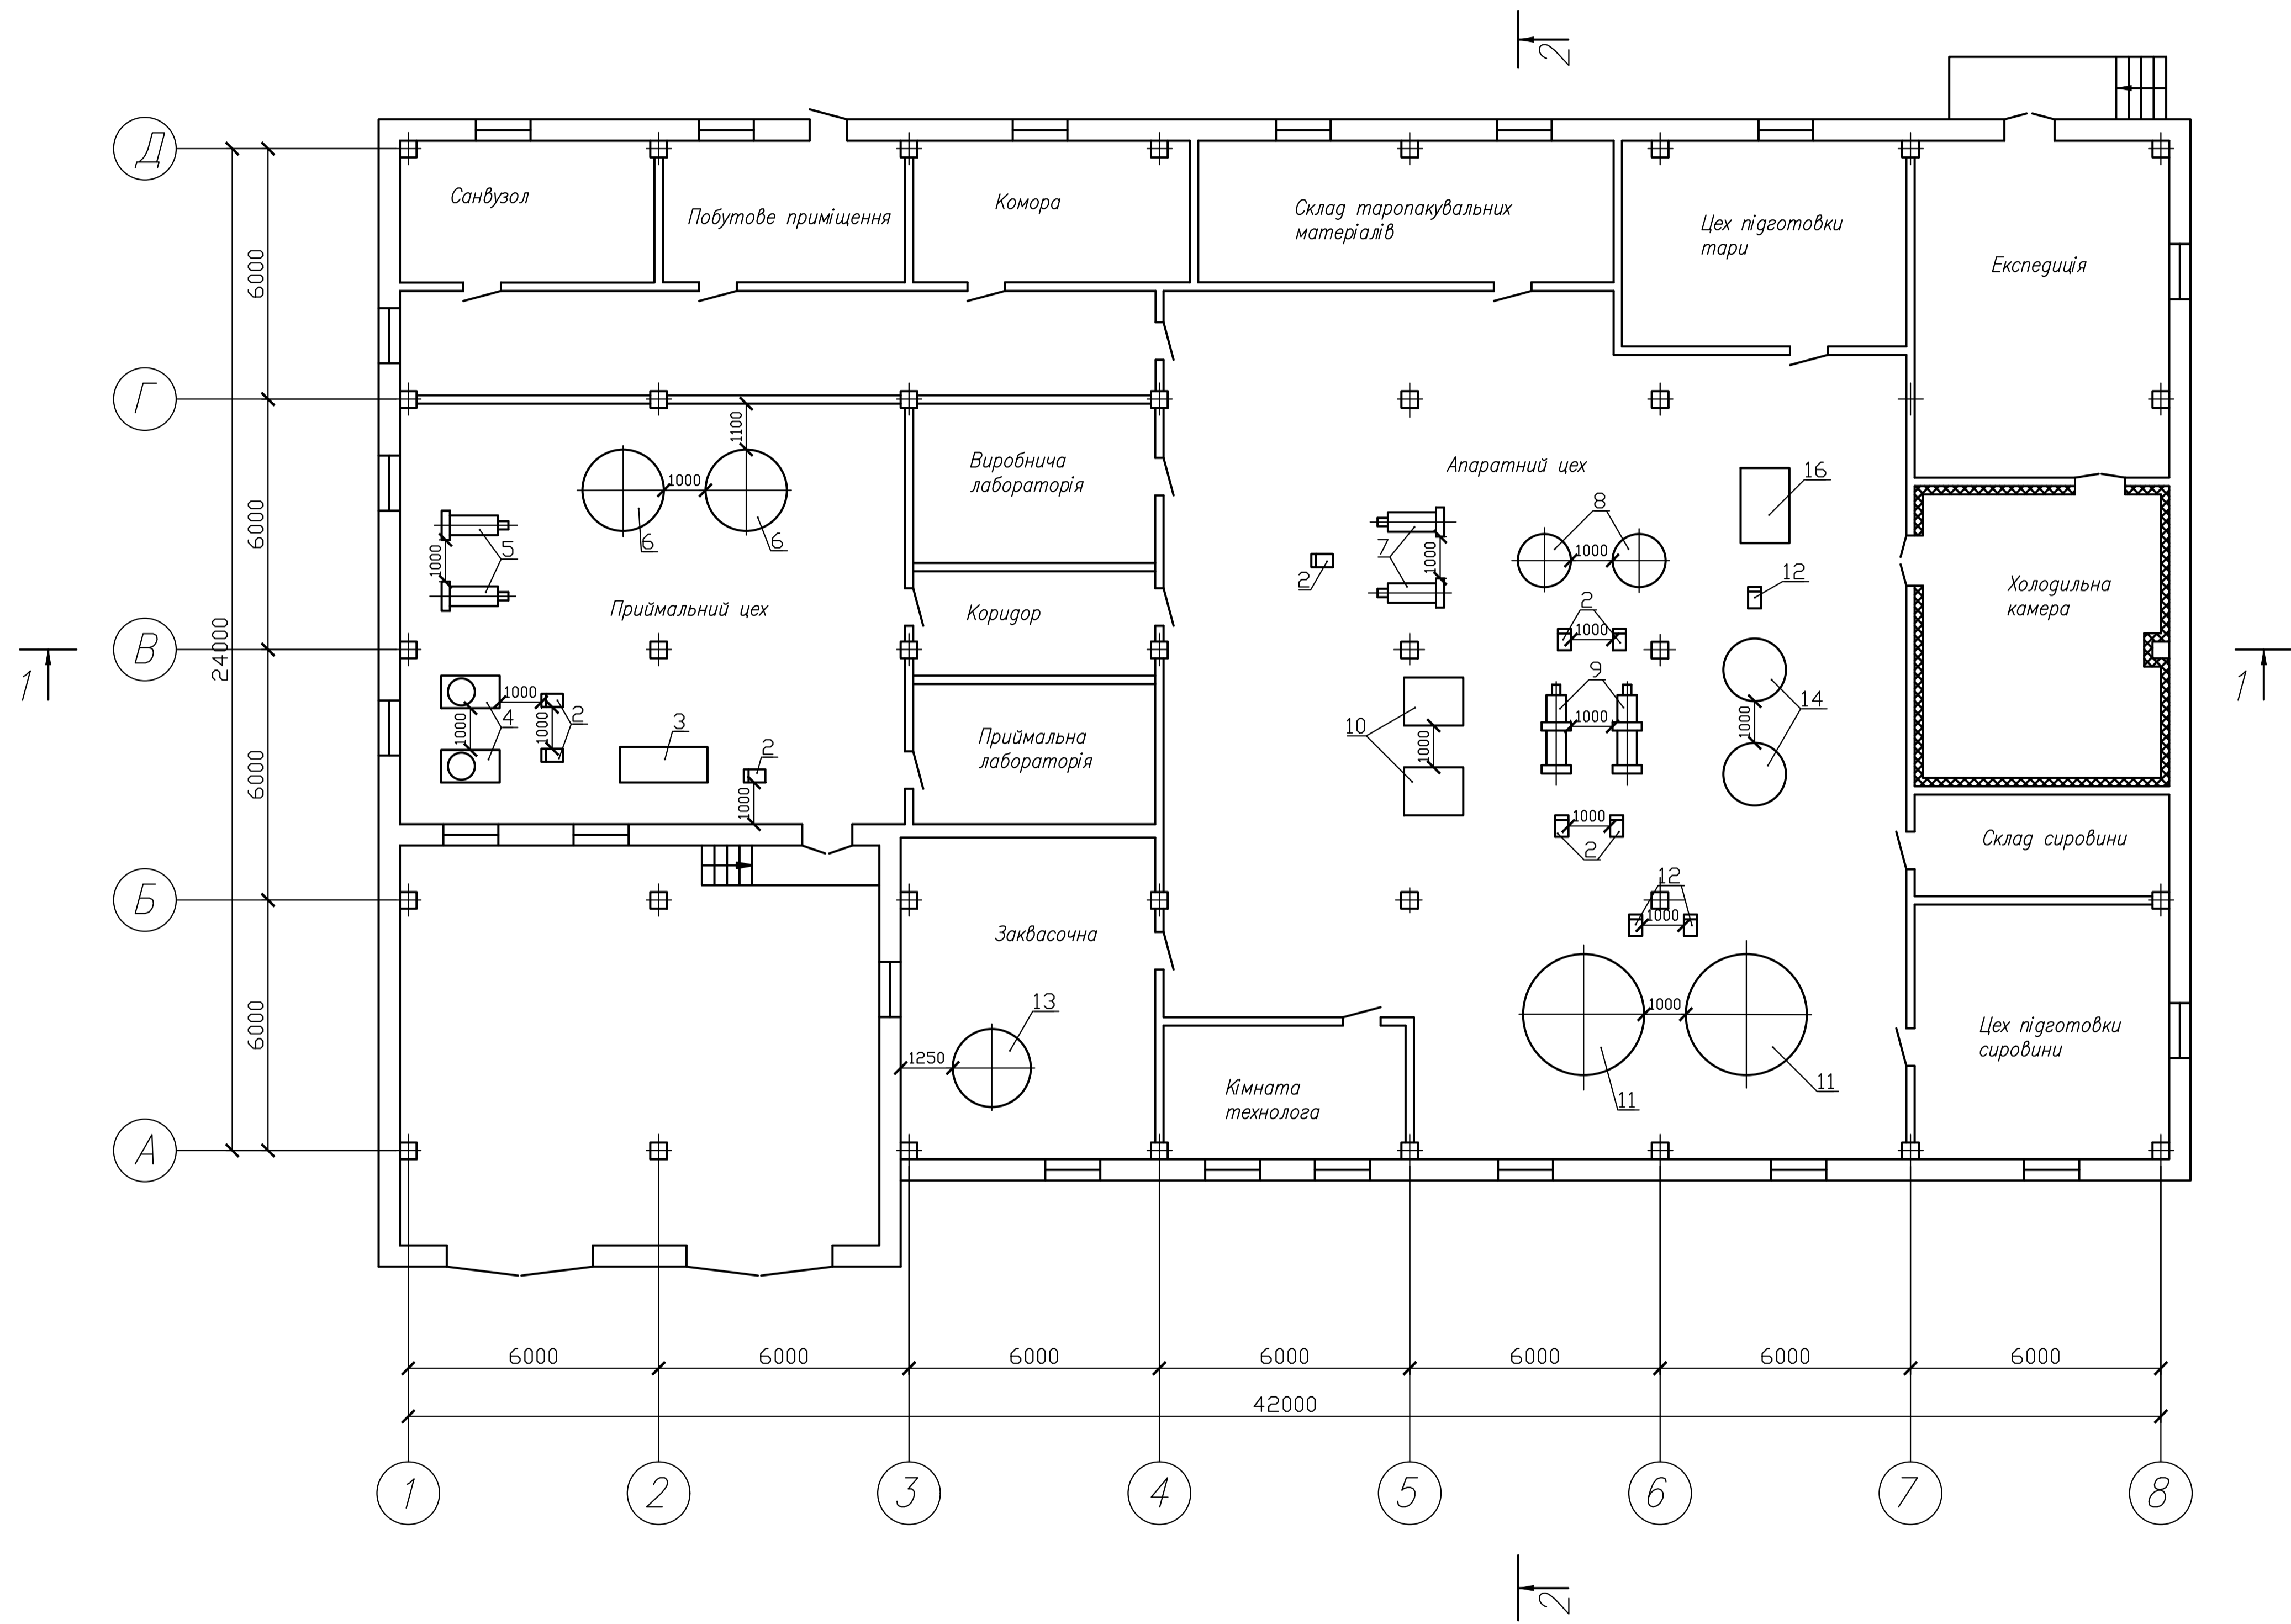 2
Д
Санвузол
Побутове приміщення
Комора
Склад таропакувальних
матеріалів
Цех підготовки
тари
Експедиція
6000
Г
1100
1000
6
6
5
1000
6000
Виробнича
лабораторія
Апаратний цех
16
8
1000
7
1000
2
12
Приймальний цех
Коридор
Холодильна
камера
2
1000
24000
В
1
1
9
1000
14
1000
1000
4
1000
1000
2
3
2
1000
Приймальна
лабораторія
10
1000
6000
1000
2
Склад сировини
12
1000
Б
Заквасочна
13
1250
1000
11
11
6000
Цех підготовки
сировини
Кімната
технолога
А
6000
6000
6000
6000
6000
6000
6000
42000
1
2
3
4
5
6
7
8
2